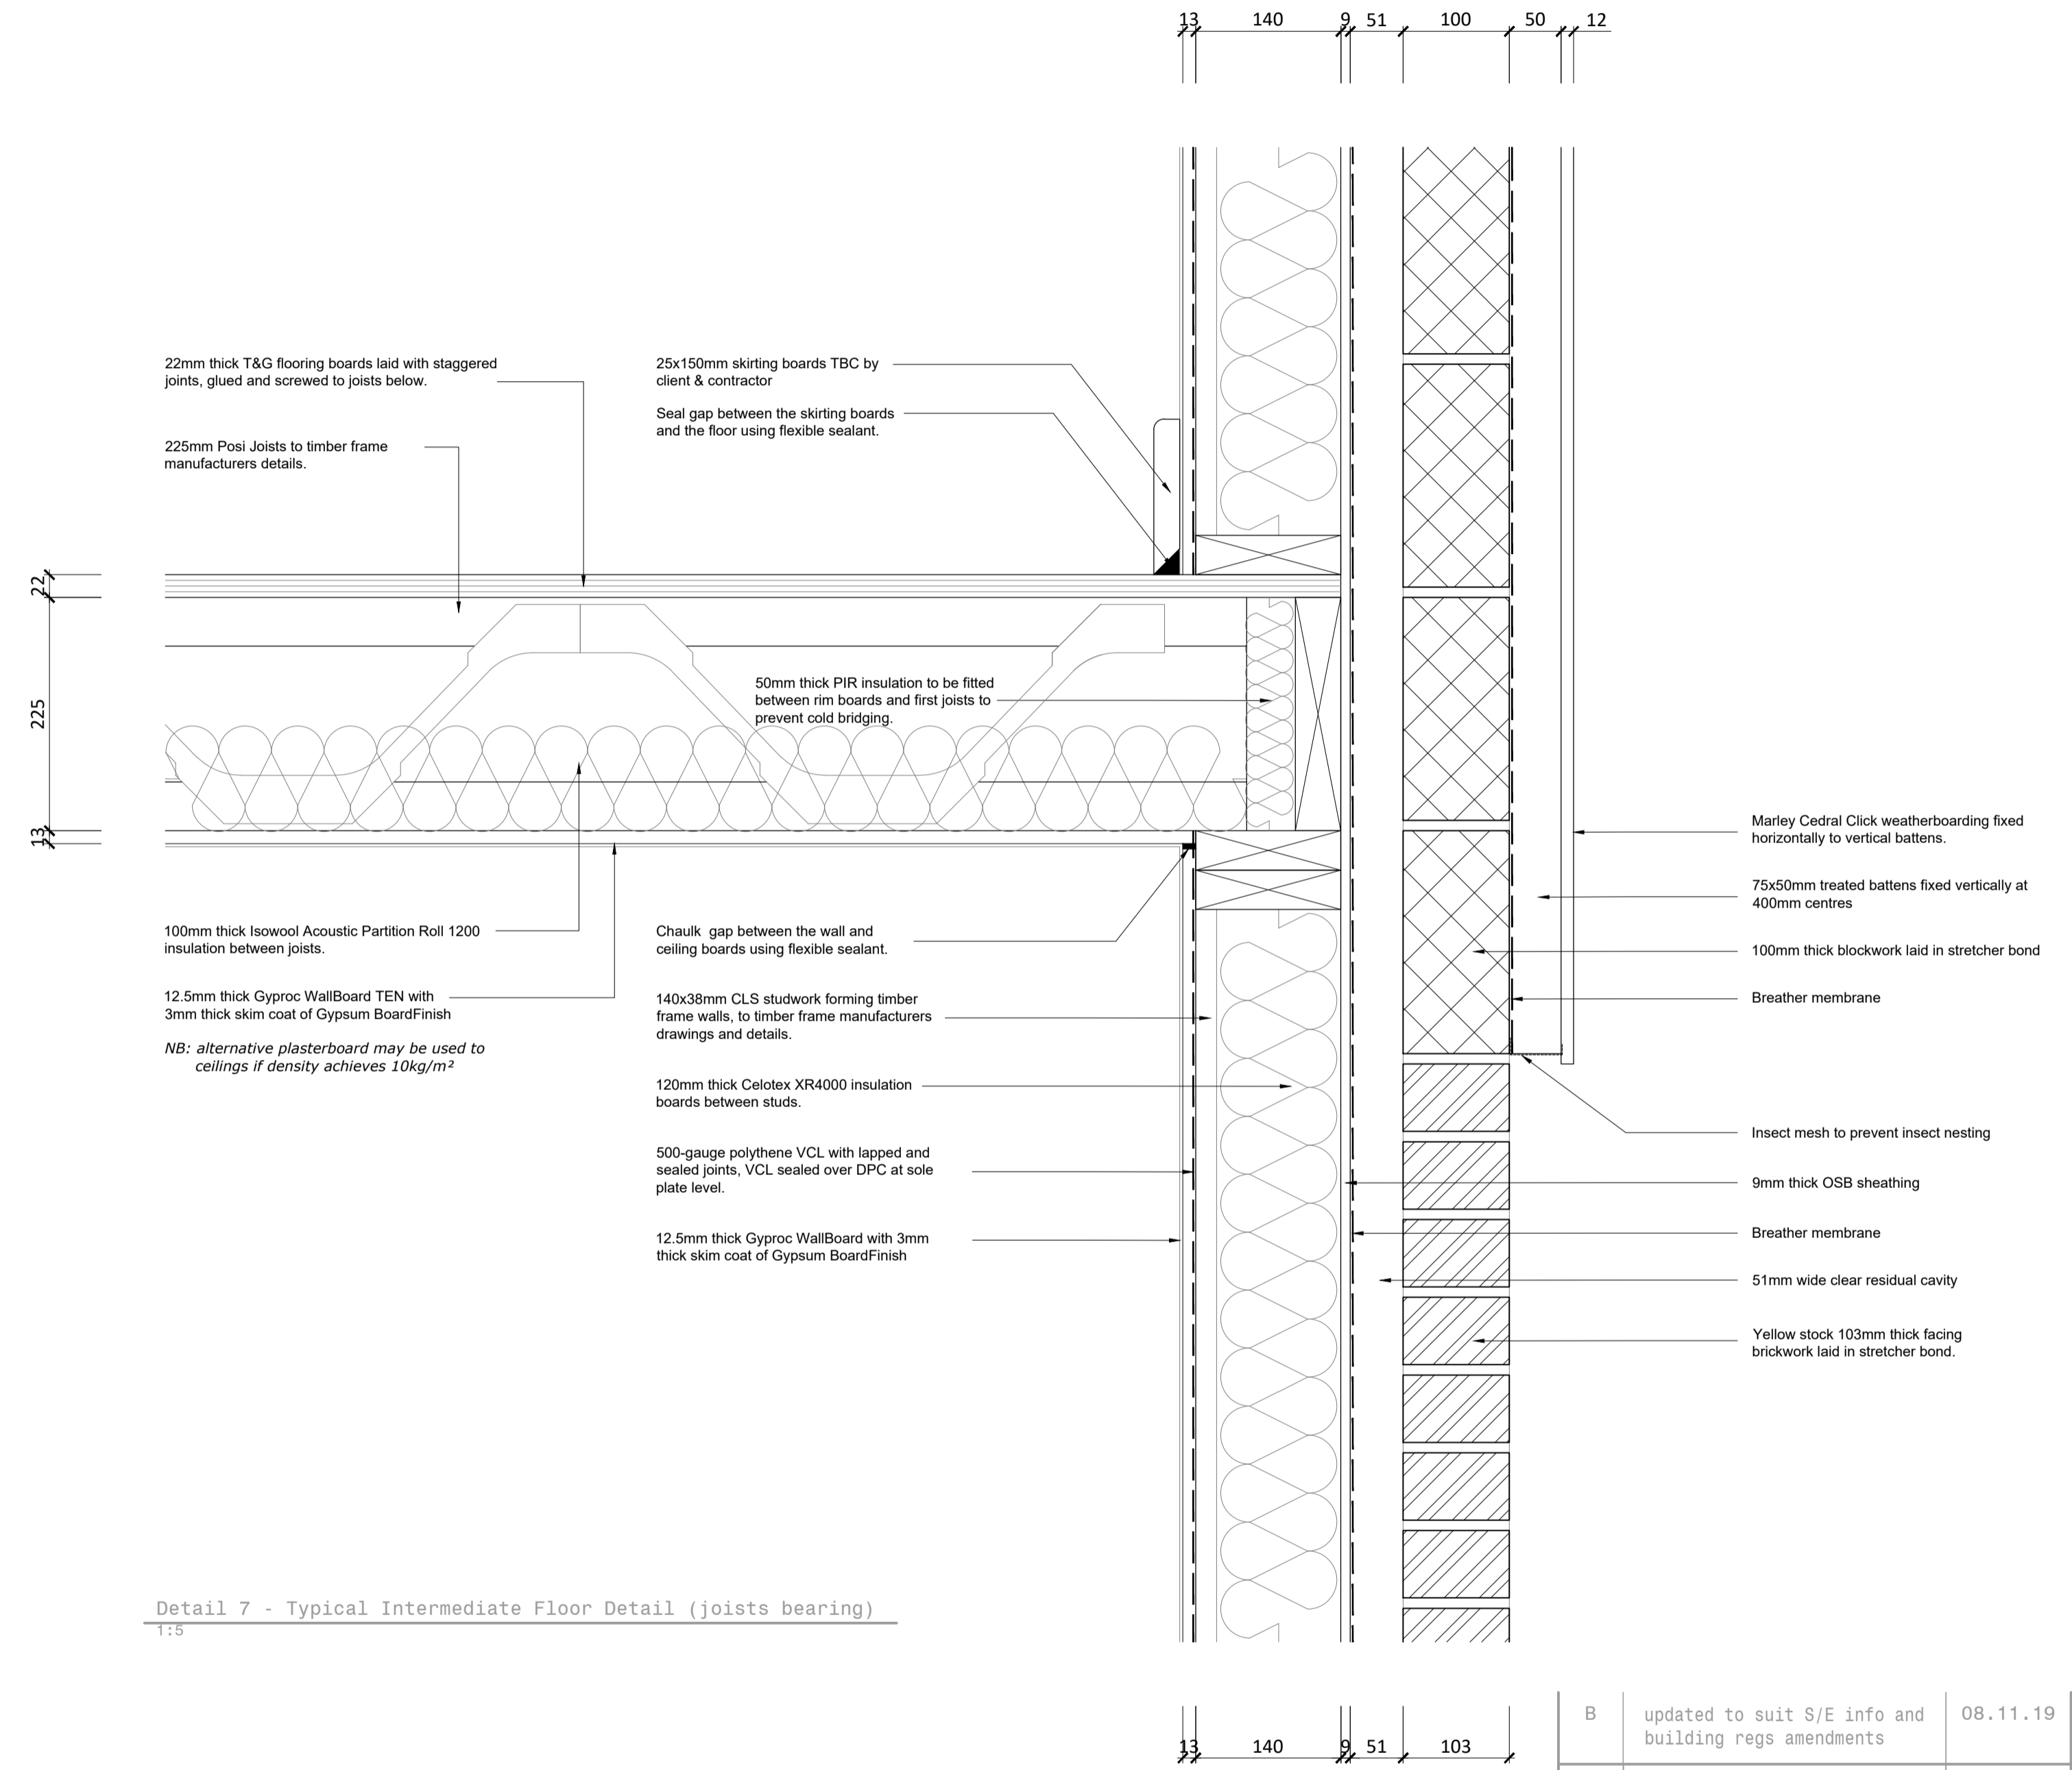 13 140 9 51 100 50 12
22mm thick T&G flooring boards laid with staggered
joints, glued and screwed to joists below.
225mm Posi Joists to timber frame
manufacturers details.
25x150mm skirting boards TBC by
client & contractor
Seal gap between the skirting boards
and the floor using flexible sealant.
22
225
13
50mm thick PIR insulation to be fitted
between rim boards and first joists to
prevent cold bridging.
100mm thick Isowool Acoustic Partition Roll 1200
insulation between joists.
12.5mm thick Gyproc WallBoard TEN with
3mm thick skim coat of Gypsum BoardFinish
NB: alternative plasterboard may be used to
ceilings if density achieves 10kg/m²
Chaulk gap between the wall and
ceiling boards using flexible sealant.
140x38mm CLS studwork forming timber
frame walls, to timber frame manufacturers
drawings and details.
120mm thick Celotex XR4000 insulation
boards between studs.
500-gauge polythene VCL with lapped and
sealed joints, VCL sealed over DPC at sole
plate level.
12.5mm thick Gyproc WallBoard with 3mm
thick skim coat of Gypsum BoardFinish
Marley Cedral Click weatherboarding fixed
horizontally to vertical battens.
75x50mm treated battens fixed vertically at
400mm centres
100mm thick blockwork laid in stretcher bond
Breather membrane
Insect mesh to prevent insect nesting
9mm thick OSB sheathing
Breather membrane
51mm wide clear residual cavity
Yellow stock 103mm thick facing
brickwork laid in stretcher bond.
Detail 7 - Typical Intermediate Floor Detail (joists bearing)
1:5
13 140 9 51 103
B updated to suit S/E info and 08.11.19
building regs amendments